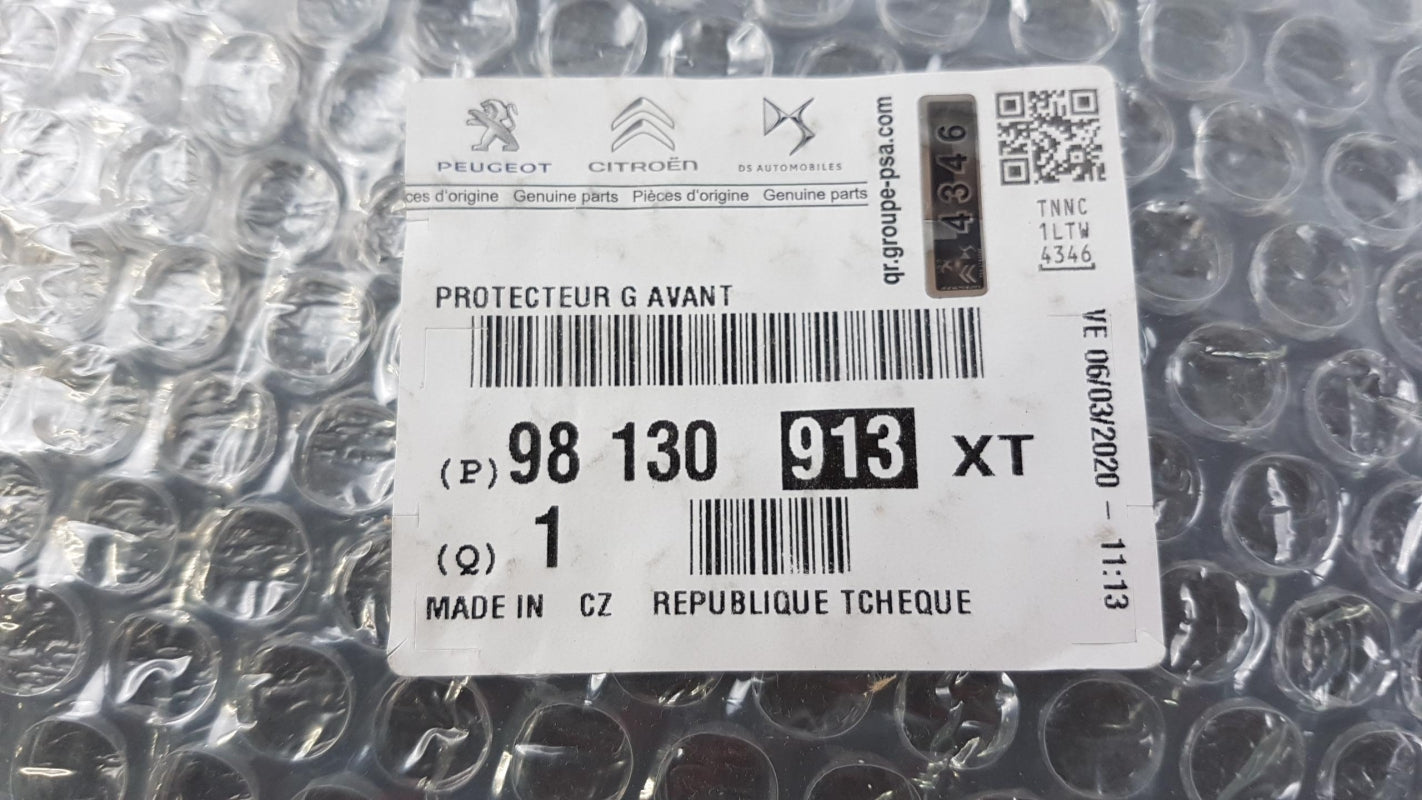 PEUGEOT CITROËN DS AUTOMOBILES
ces d'origine Genuine parts Pièces d'origine Genuine parts
qr.groupe-psa.com
4346
TNNC
1LTW
4346
PROTECTEUR G AVANT
(P) 98 130 913 XT
(Q) 1
MADE IN CZ REPUBLIQUE TCHEQUE
VE 06/03/2020 - 11:13